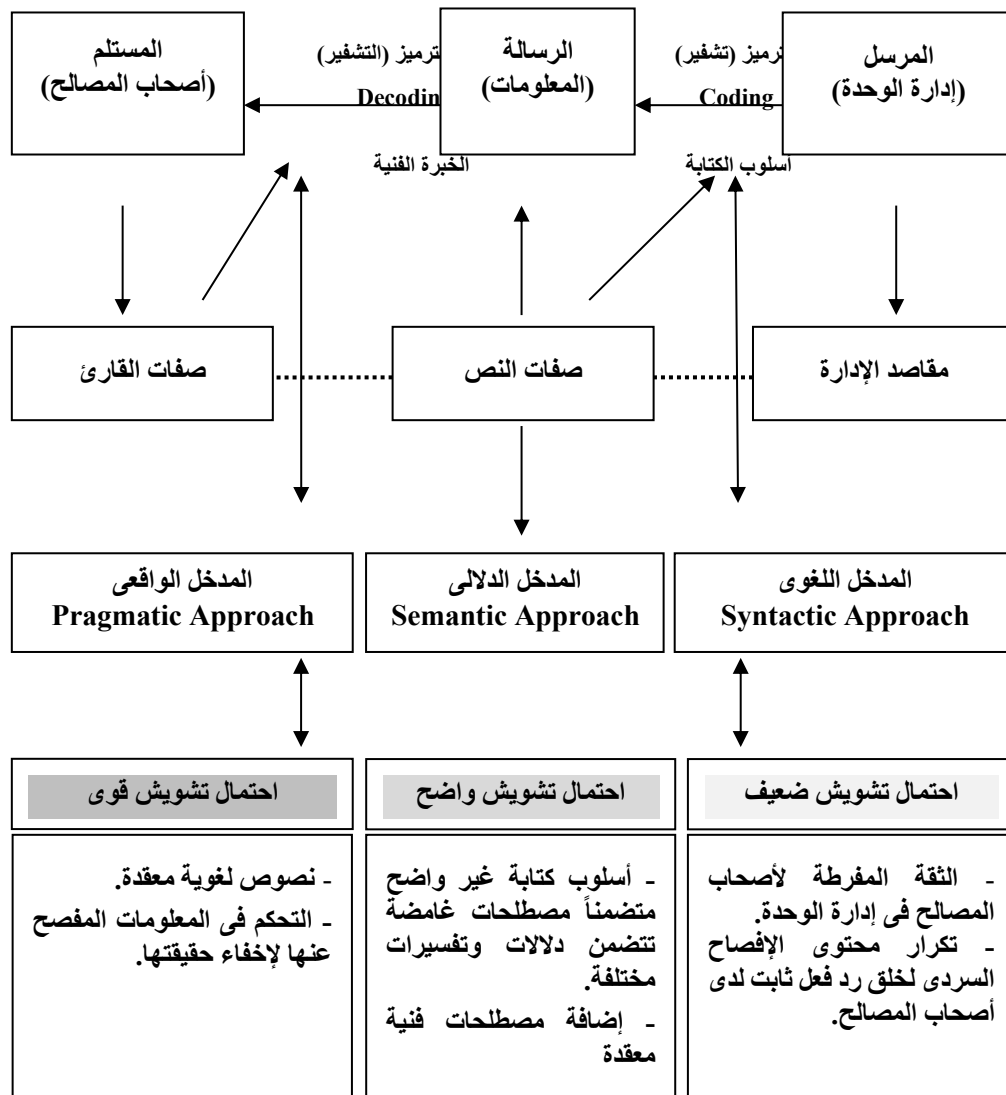 المرسل
(إدارة الوحدة)
ترميز (تشفير)
Coding
أسلوب الكتابة
الرسالة
(المعلومات)
ترميز (التشفير)
Decodin
الخبرة الفنية
المستلم
(أصحاب المصالح)
مقاصد الإدارة
صفات النص
صفات القارئ
المدخل اللغوى
Syntactic Approach
المدخل الدلالى
Semantic Approach
المدخل الواقعى
Pragmatic Approach
احتمال تشويش ضعيف
احتمال تشويش واضح
احتمال تشويش قوى
- الثقة المفرطة لأصحاب
المصالح فى إدارة الوحدة.
- تكرار محتوى الإفصاح
السردى لخلق رد فعل ثابت لدى
أصحاب المصالح.
- أسلوب كتابة غير واضح
متضمناً مصطلحات غامضة
تتضمن دلالات وتفسيرات
مختلفة.
- إضافة مصطلحات فنية
معقدة
- نصوص لغوية معقدة.
- التحكم فى المعلومات المفصح
عنها لإخفاء حقيقتها.